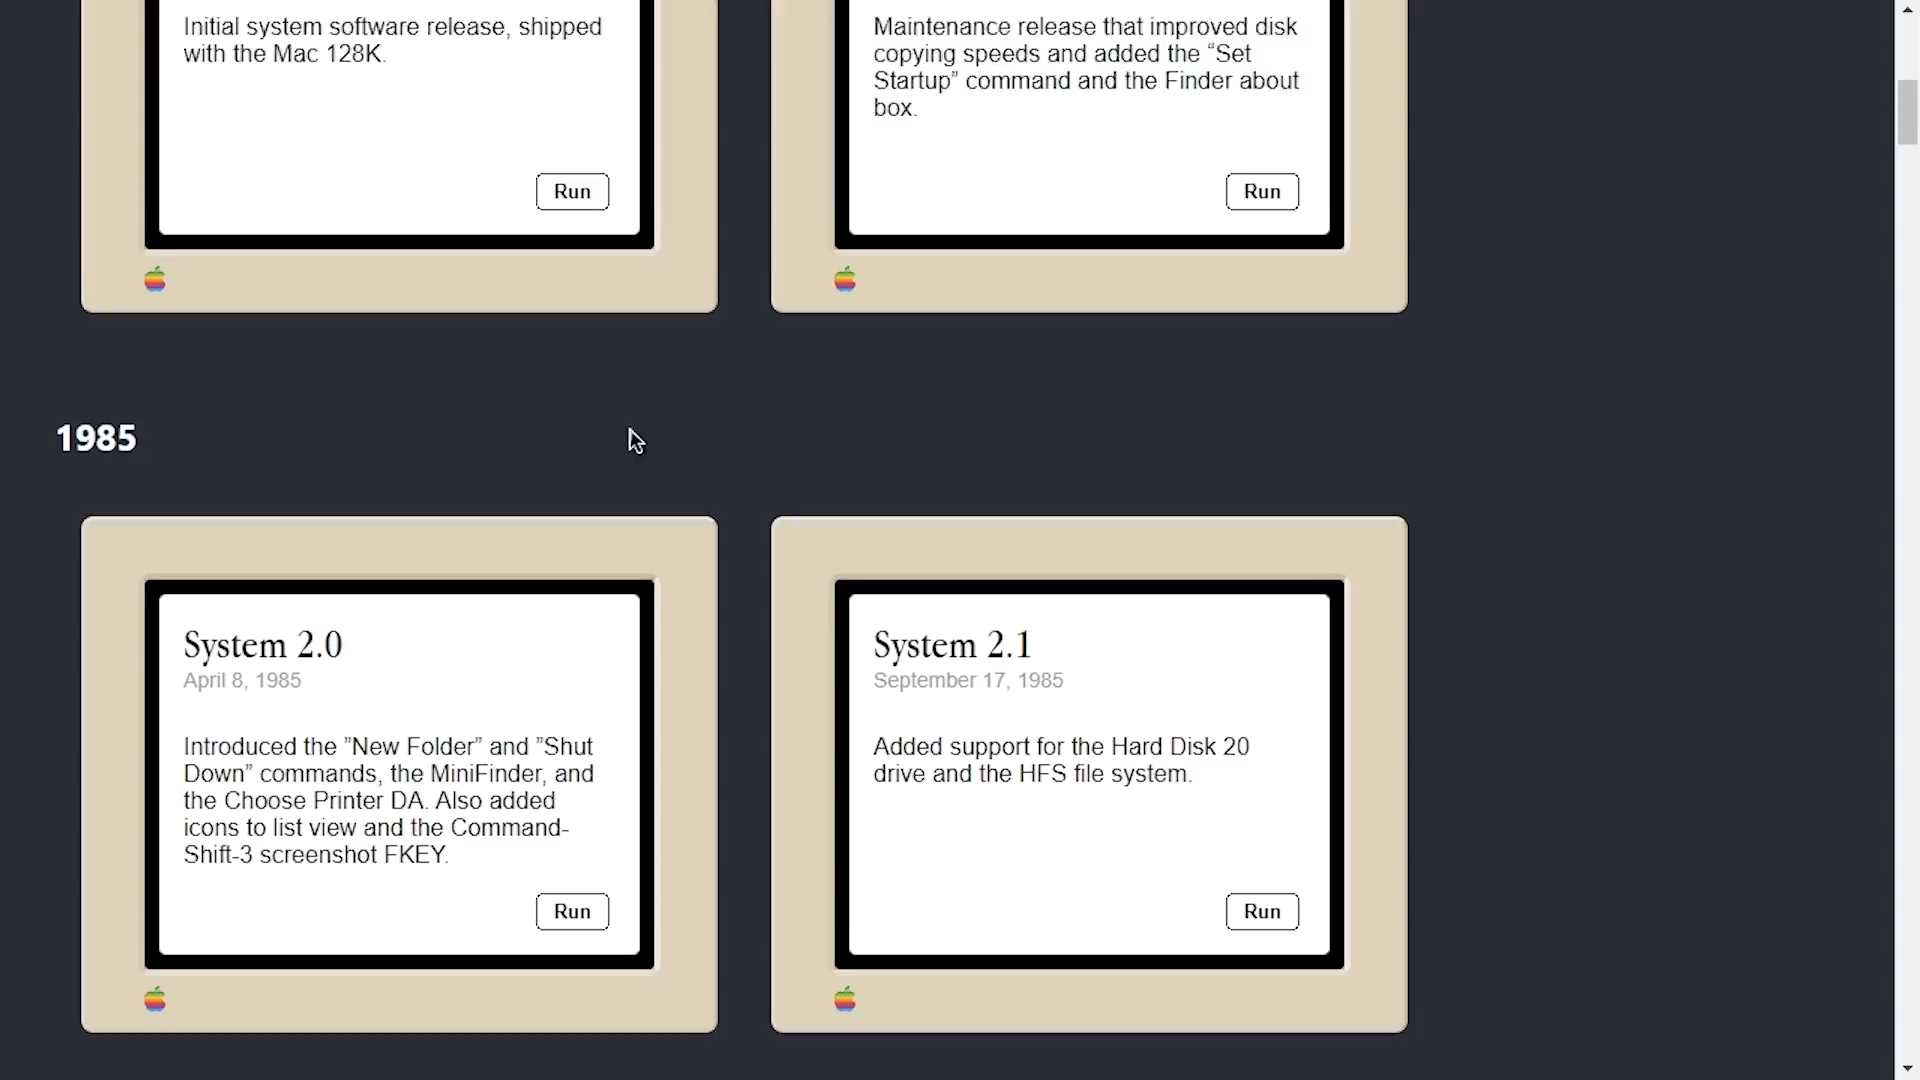 Initial system software release, shipped
with the Mac 128K.
Run
Maintenance release that improved disk
copying speeds and added the “Set
Startup” command and the Finder about
box.
Run
1985
System 2.0
April 8, 1985
Introduced the ”New Folder” and ”Shut
Down” commands, the MiniFinder, and
the Choose Printer DA. Also added
icons to list view and the Command-
Shift-3 screenshot FKEY.
Run
System 2.1
September 17, 1985
Added support for the Hard Disk 20
drive and the HFS file system.
Run